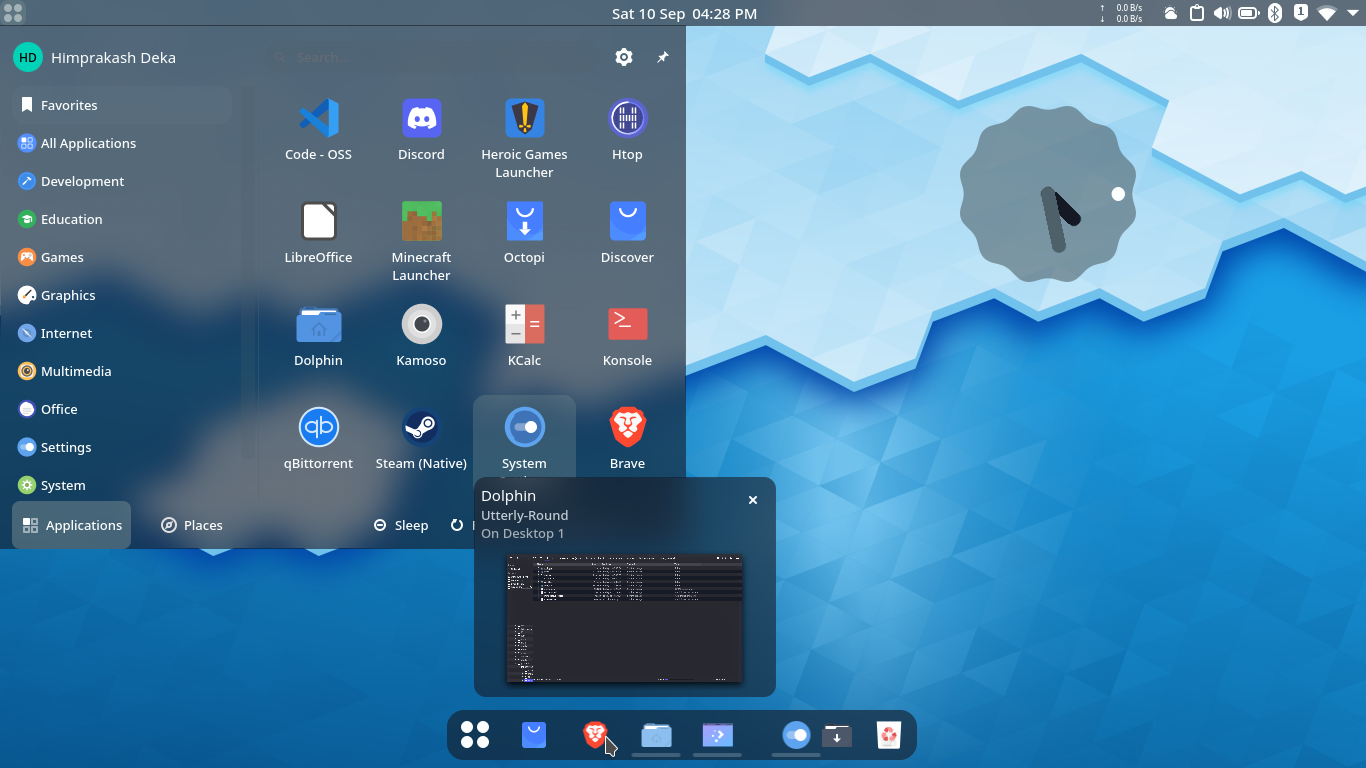 Sat 10 Sep 04:28 PM
↑ 0.0 B/s
↓ 0.0 B/s
1
HD
Himprakash Deka
Search...
Favorites
All Applications
Development
Education
Games
Graphics
Internet
Multimedia
Office
Settings
System
Code - OSS
Discord
Heroic Games
Launcher
Htop
LibreOffice
Minecraft
Launcher
Octopi
Discover
Dolphin
Kamoso
KCalc
Konsole
qBittorrent
Steam (Native)
System
Brave
Applications
Places
Sleep
Dolphin
Utterly-Round
On Desktop 1